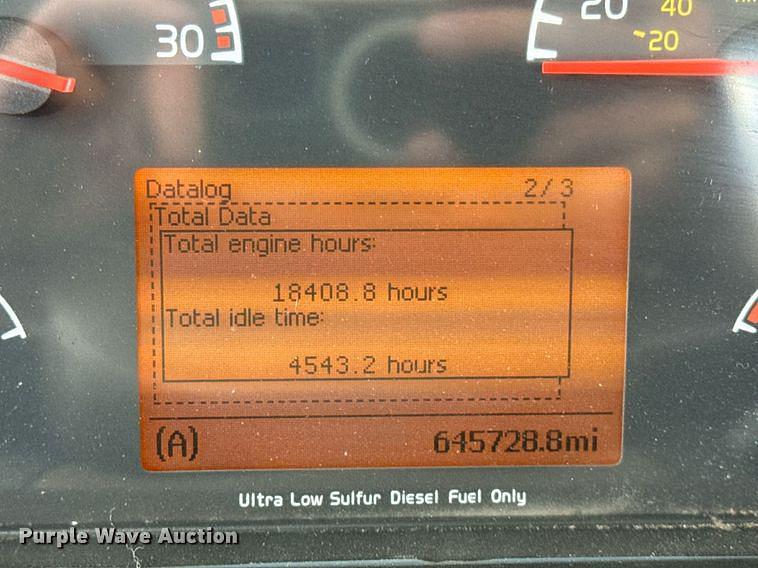 30
20
40
20
Datalog 2/3
Total Data
Total engine hours:
18408.8 hours
Total idle time:
4543.2 hours
(A) 645728.8mi
Ultra Low Sulfur Diesel Fuel Only
Purple Wave Auction